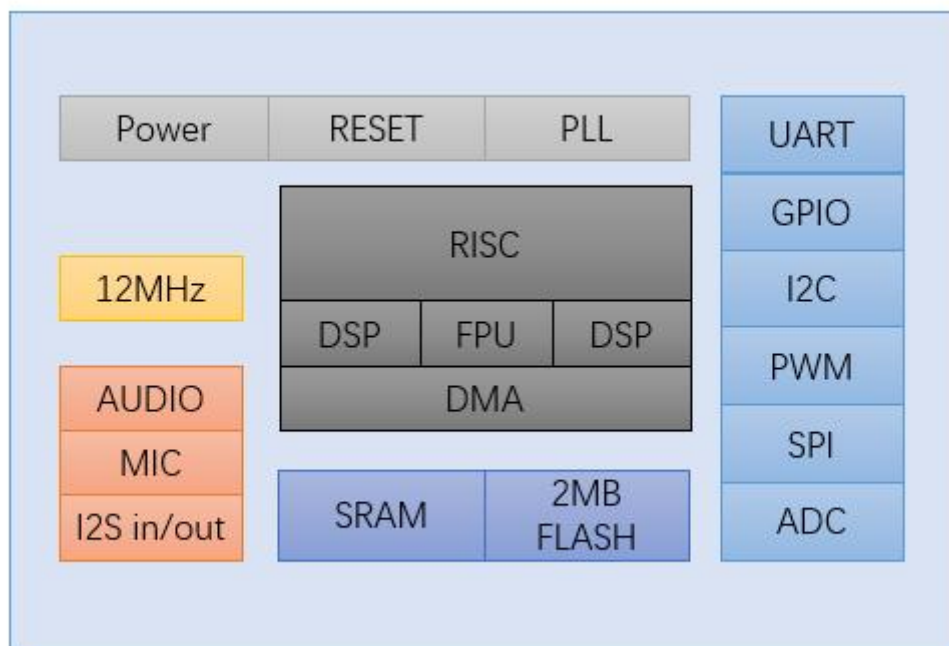 Power
RESET
PLL
UART
GPIO
I2C
PWM
SPI
ADC
RISC
DSP
FPU
DSP
DMA
12MHz
AUDIO
MIC
I2S in/out
SRAM
2MB
FLASH